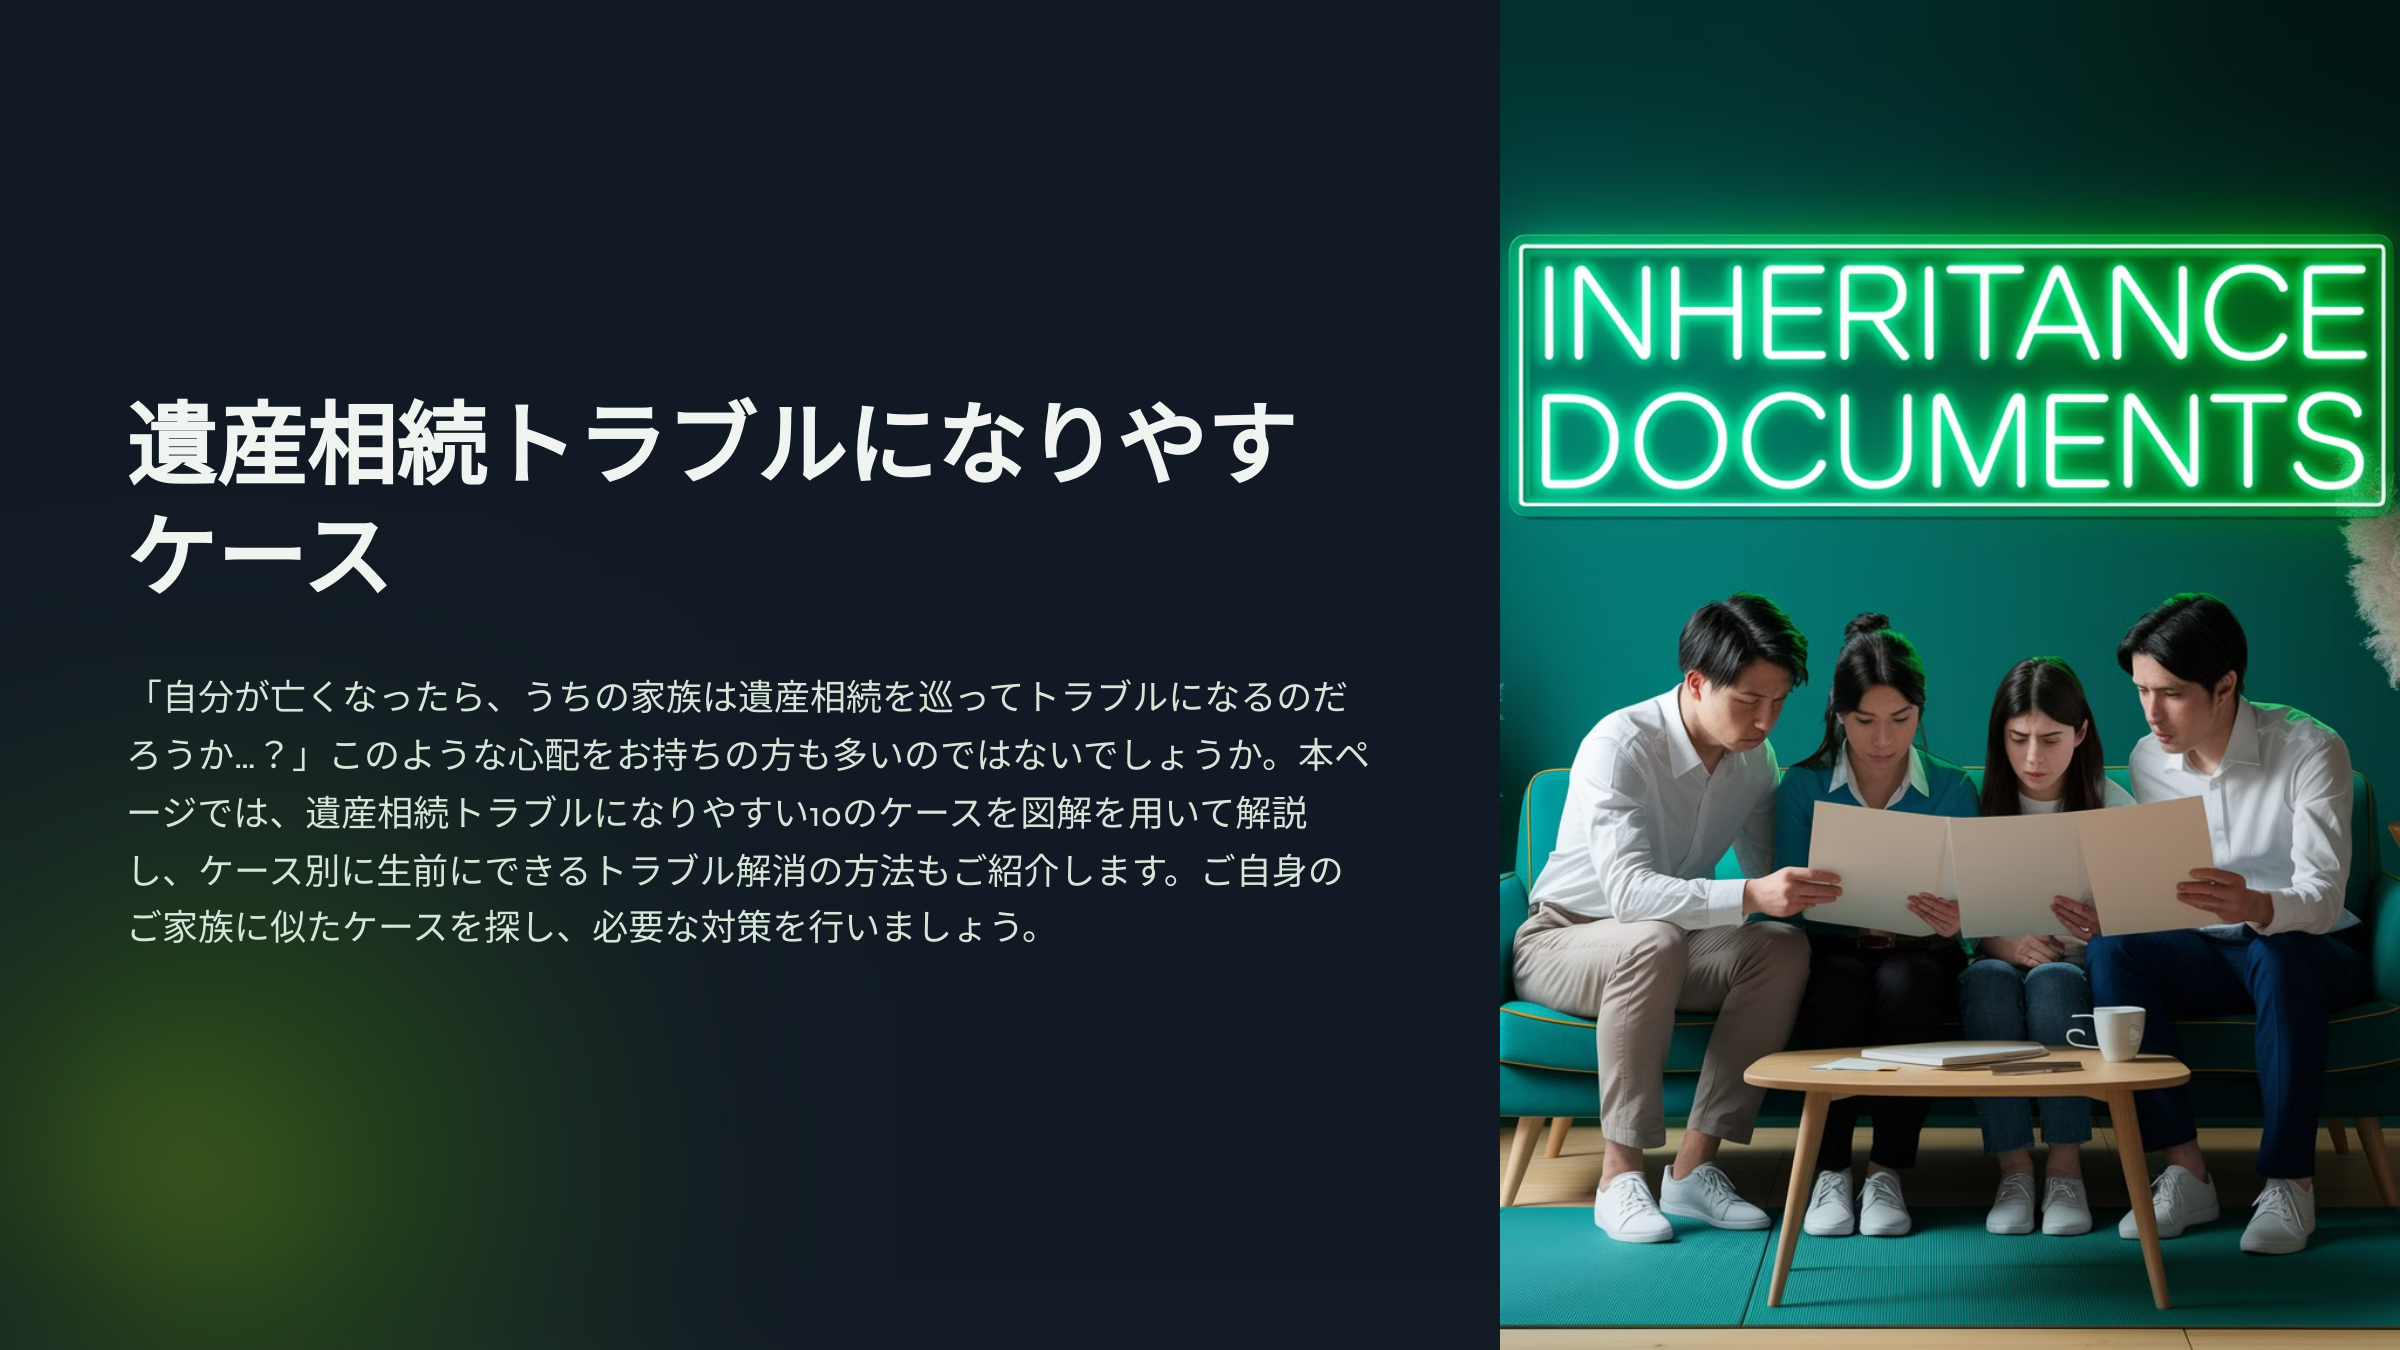 遺産相続トラブルになりやす
ケース
「自分が亡くなったら、うちの家族は遺産相続を巡ってトラブルになるのだ
ろうか...？」このような心配をお持ちの方も多いのではないでしょうか。本ペ
ージでは、遺産相続トラブルになりやすい10のケースを図解を用いて解説
し、ケース別に生前にできるトラブル解消の方法もご紹介します。ご自身の
ご家族に似たケースを探し、必要な対策を行いましょう。
INHERITANCE
DOCUMENTS